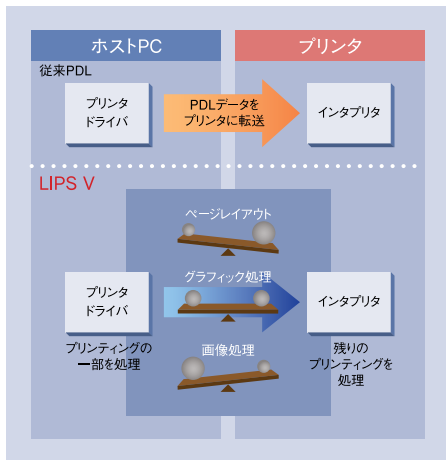 ホストPC
プリンタ
従来PDL
プリンタ
ドライバ
PDLデータを
プリンタに転送
インタプリタ
LIPS V
ページレイアウト
グラフィック処理
プリンタ
ドライバ
インタプリタ
プリンティングの
一部を処理
画像処理
残りの
プリンティングを
処理